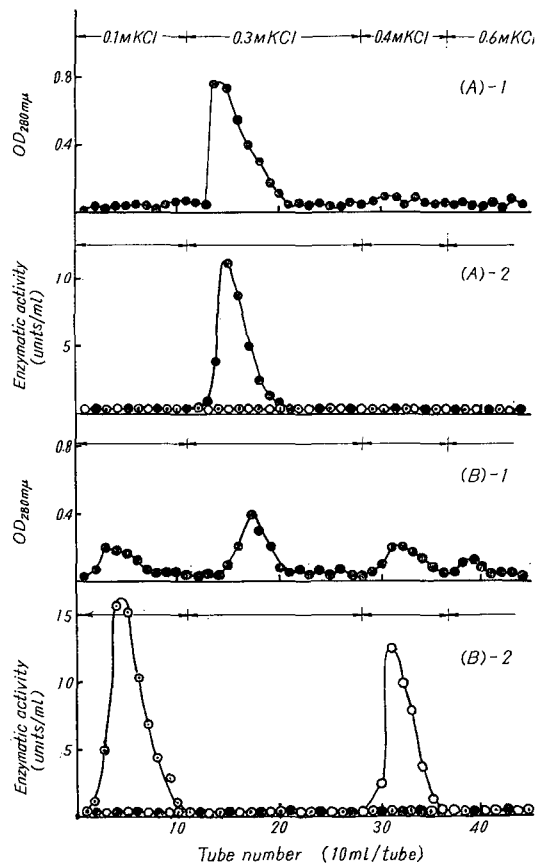 0.1MKCl 0.3MKCl 0.4MKCl 0.6MKCl
OD280mμ
0.8
0.4
(A)-1
Enzymatic activity
(units/ml)
10
5
(A)-2
OD280mμ
0.8
0.4
(B)-1
Enzymatic activity
(units/ml)
15
10
5
(B)-2
10 20 30 40
Tube number (10ml/tube)